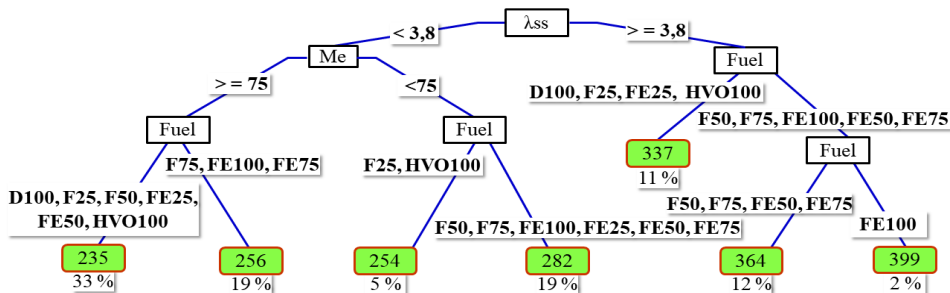 λss
< 3,8
> = 3,8
Me
Fuel
> = 75
<75
D100, F25, FE25, HVO100
F50, F75, FE100, FE50, FE75
Fuel
Fuel
337
11 %
Fuel
F75, FE100, FE75
F25, HVO100
D100, F25, F50, FE25,
FE50, HVO100
F50, F75, FE100, FE25, FE50, FE75
F50, F75, FE50, FE75
FE100
235
33 %
256
19 %
254
5 %
282
19 %
364
12 %
399
2 %